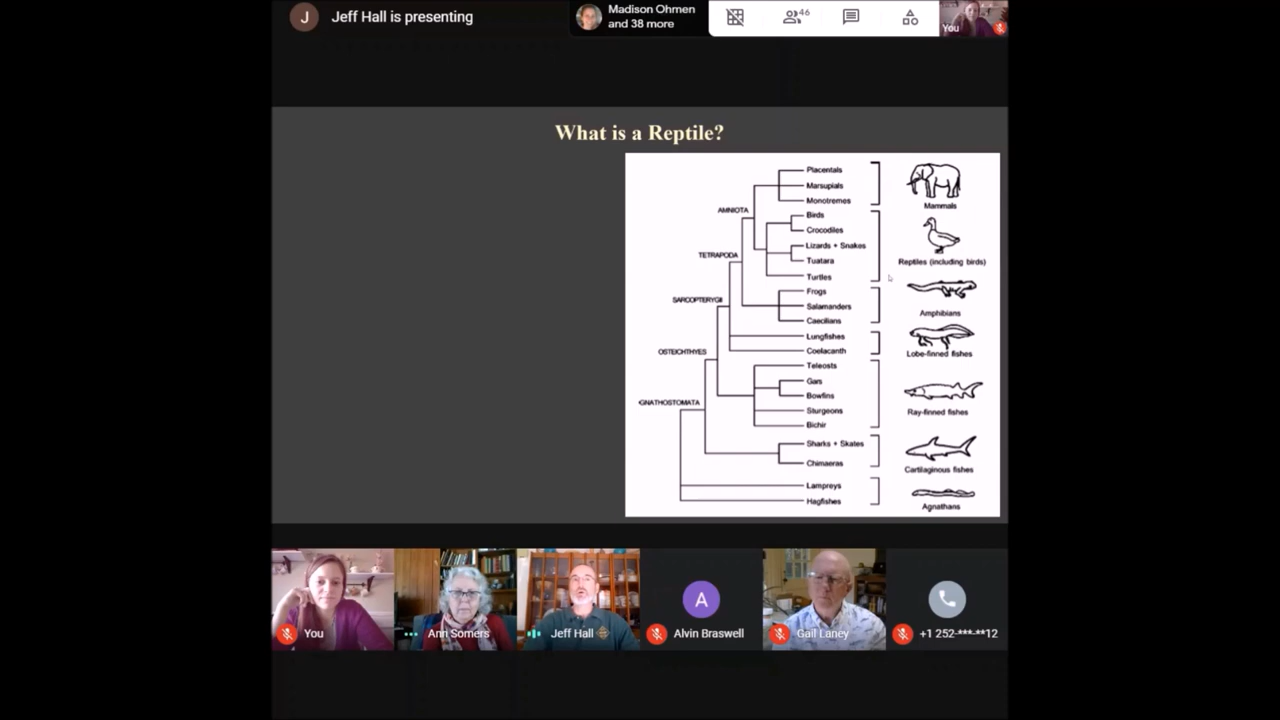 J
Jeff Hall is presenting
Madison Ohmen
and 38 more
46
You
What is a Reptile?
Placentals
Marsupials
Monotremes
Mammals
AMNIOTA
Birds
Crocodiles
Lizards + Snakes
Tuatara
Turtles
Reptiles (including birds)
TETRAPODA
Frogs
Salamanders
Caecilians
Amphibians
SARCOPTERYGII
Lungfishes
Coelacanth
Lobe-finned fishes
OSTEICHTHYES
Teleosts
Gars
Bowfins
Sturgeons
Bichir
Ray-finned fishes
GNATHOSTOMATA
Sharks + Skates
Chimaeras
Cartilaginous fishes
Lampreys
Hagfishes
Agnathans
You
Ann Somers
Jeff Hall
A
Alvin Braswell
Gail Laney
+1 252-***-**12